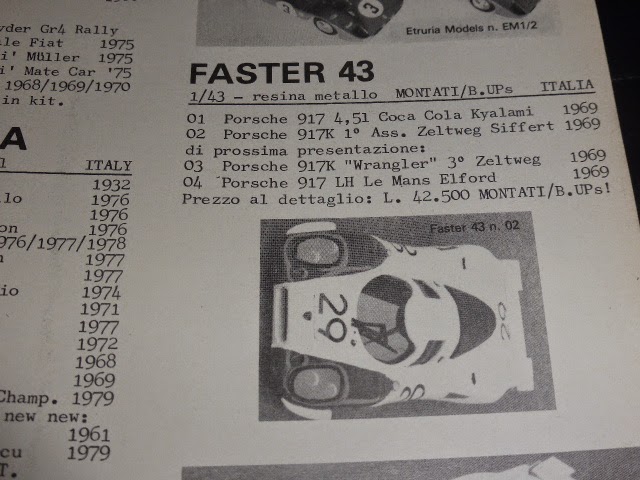 der Gr4 Rally
le Fiat 1975
i' Müller 1975
i' Mate Car '75
1968/1969/1970
in kit.
A
ITALY
1932
lo 1976
1976
on 1976
976/1977/1978
1977
1977
io 1974
1971
1977
1972
1968
1969
Champ. 1979
new new:
1961
cu 1979
T.
3
Etruria Models n. EM1/2
FASTER 43
1/43 – resina metallo MONTATI/B.UPs ITALIA
01 Porsche 917 4,5l Coca Cola Kyalami 1969
02 Porsche 917K 1° Ass. Zeltweg Siffert 1969
di prossima presentazione:
03 Porsche 917K "Wrangler" 3° Zeltweg 1969
04 Porsche 917 LH Le Mans Elford 1969
Prezzo al dettaglio: L. 42.500 MONTATI/B.UPs!
Faster 43 n. 02
29